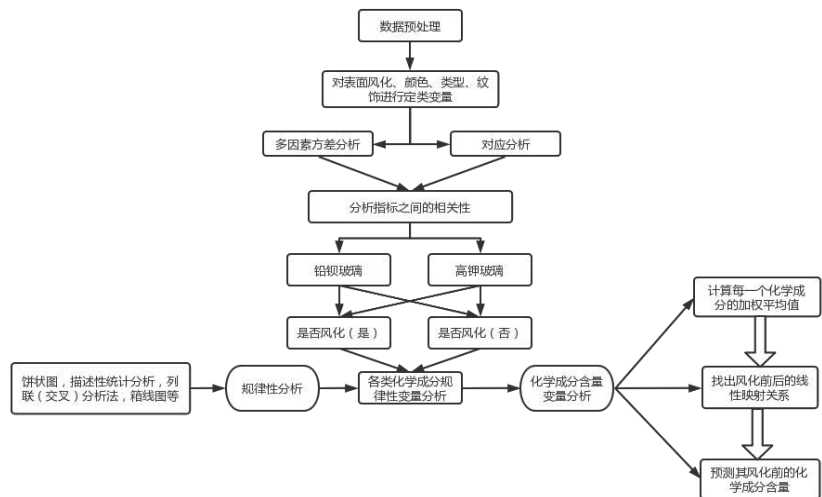 数据预处理
对表面风化、颜色、类型、纹
饰进行定类变量
多因素方差分析
对应分析
分析指标之间的相关性
铅钡玻璃
高钾玻璃
是否风化（是）
是否风化（否）
饼状图，描述性统计分析，列
联（交叉）分析法，箱线图等
规律性分析
各类化学成分规
律性变量分析
化学成分含量
变量分析
计算每一个化学成
分的加权平均值
找出风化前后的线
性映射关系
预测其风化前的化
学成分含量